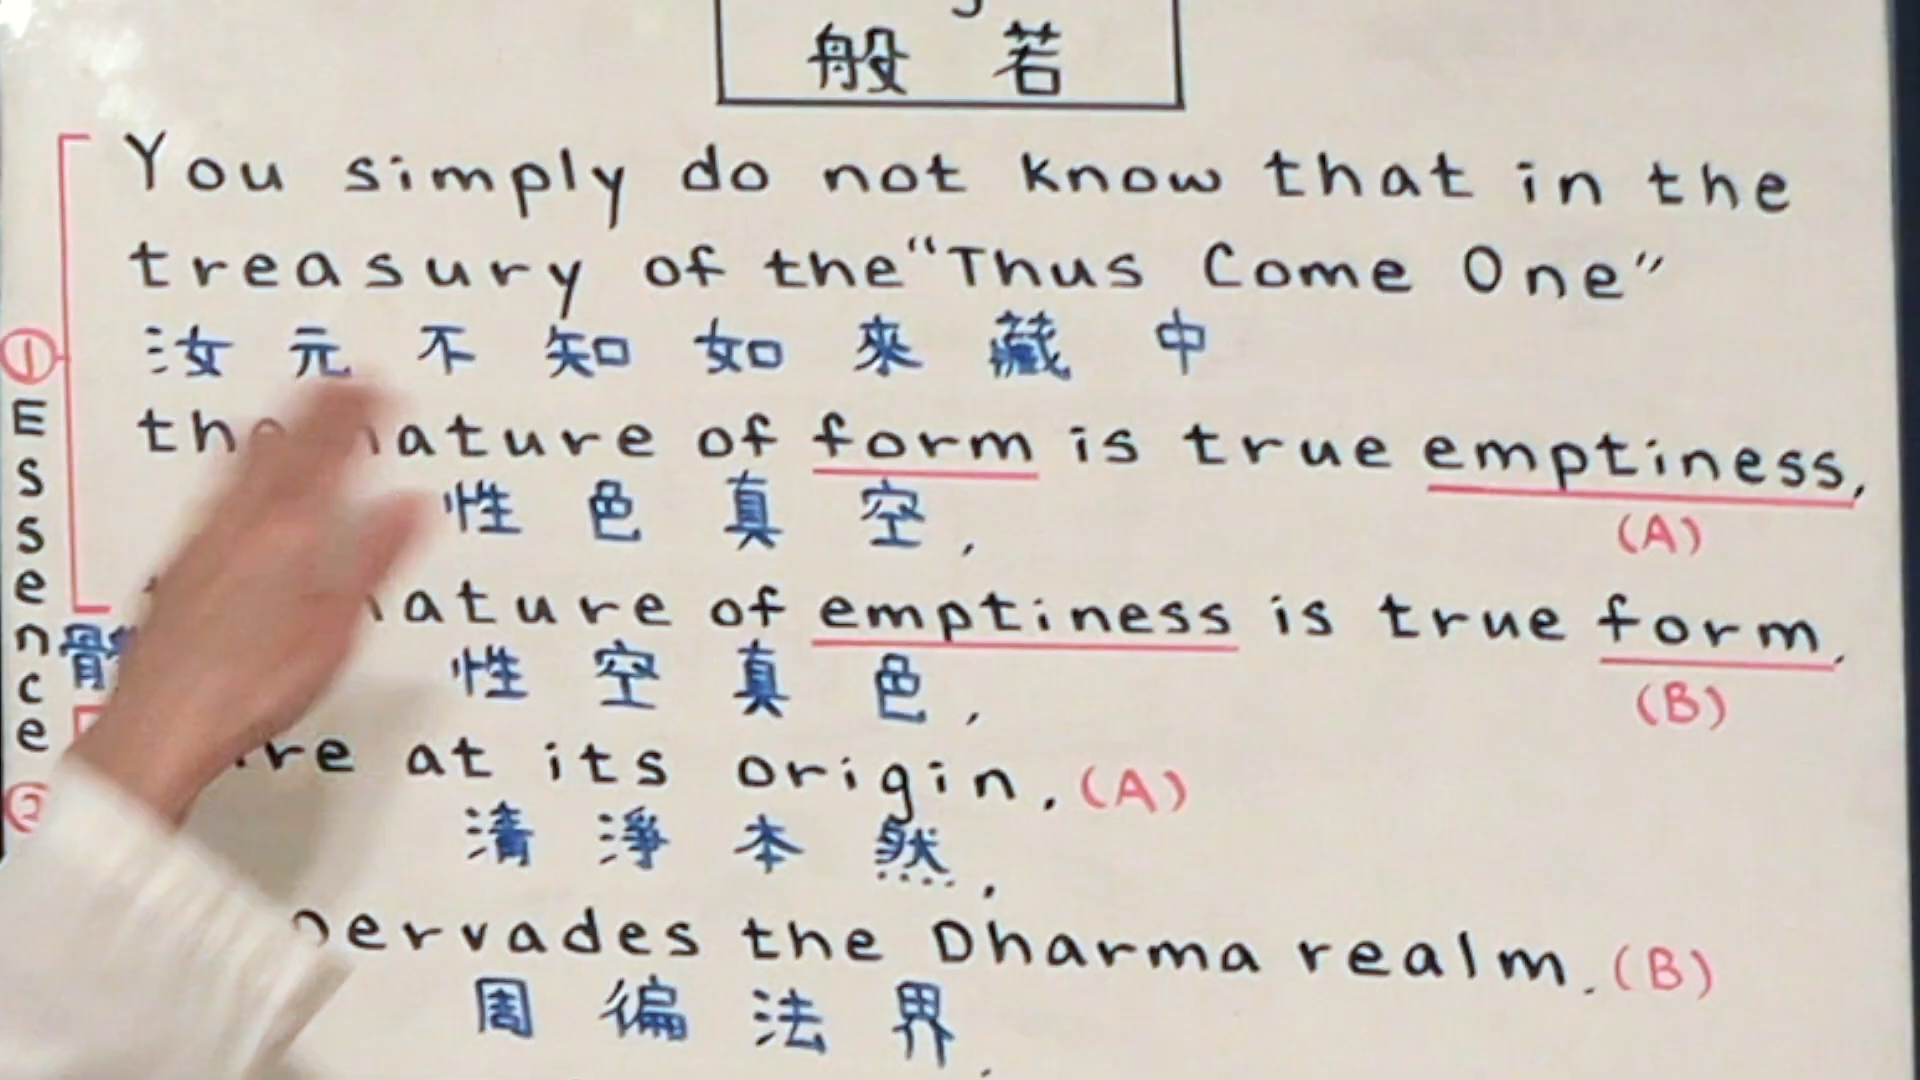 般 若
You simply do not know that in the
treasury of the "Thus Come One"
汝 元 不 知 如 來 藏 中
① Essence
nature of form is true emptiness,
性 色 真 空,
(A)
nature of emptiness is true form,
性 空 真 色,
(B)
at its origin. (A)
清 淨 本 然,
②
pervades the Dharma realm. (B)
周 徧 法 界,